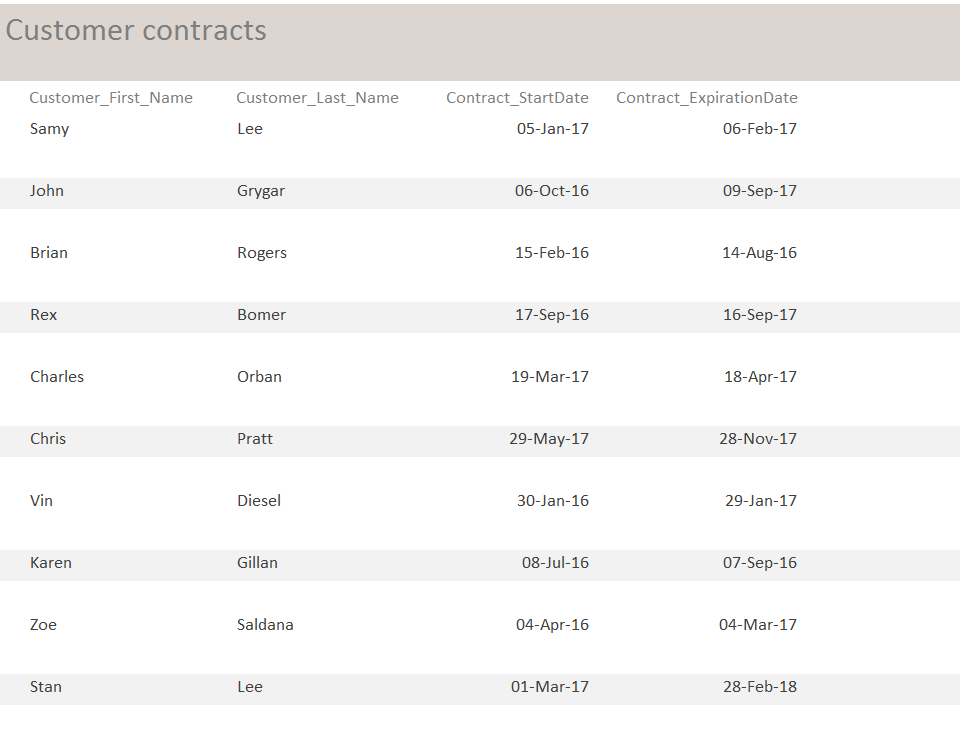 Customer contracts
Customer_First_Name Customer_Last_Name Contract_StartDate Contract_ExpirationDate
Samy Lee 05-Jan-17 06-Feb-17
John Grygar 06-Oct-16 09-Sep-17
Brian Rogers 15-Feb-16 14-Aug-16
Rex Bomer 17-Sep-16 16-Sep-17
Charles Orban 19-Mar-17 18-Apr-17
Chris Pratt 29-May-17 28-Nov-17
Vin Diesel 30-Jan-16 29-Jan-17
Karen Gillan 08-Jul-16 07-Sep-16
Zoe Saldana 04-Apr-16 04-Mar-17
Stan Lee 01-Mar-17 28-Feb-18